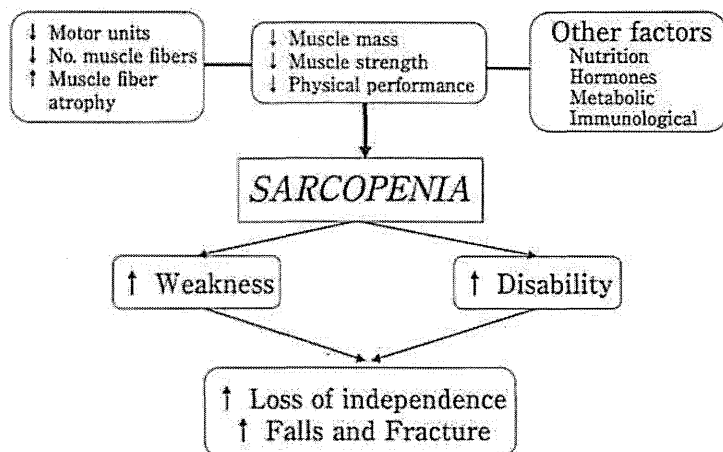 ↓ Motor units
↓ No. muscle fibers
↑ Muscle fiber
atrophy
↓ Muscle mass
↓ Muscle strength
↓ Physical performance
Other factors
Nutrition
Hormones
Metabolic
Immunological
SARCOPENIA
↑ Weakness
↑ Disability
↑ Loss of independence
↑ Falls and Fracture